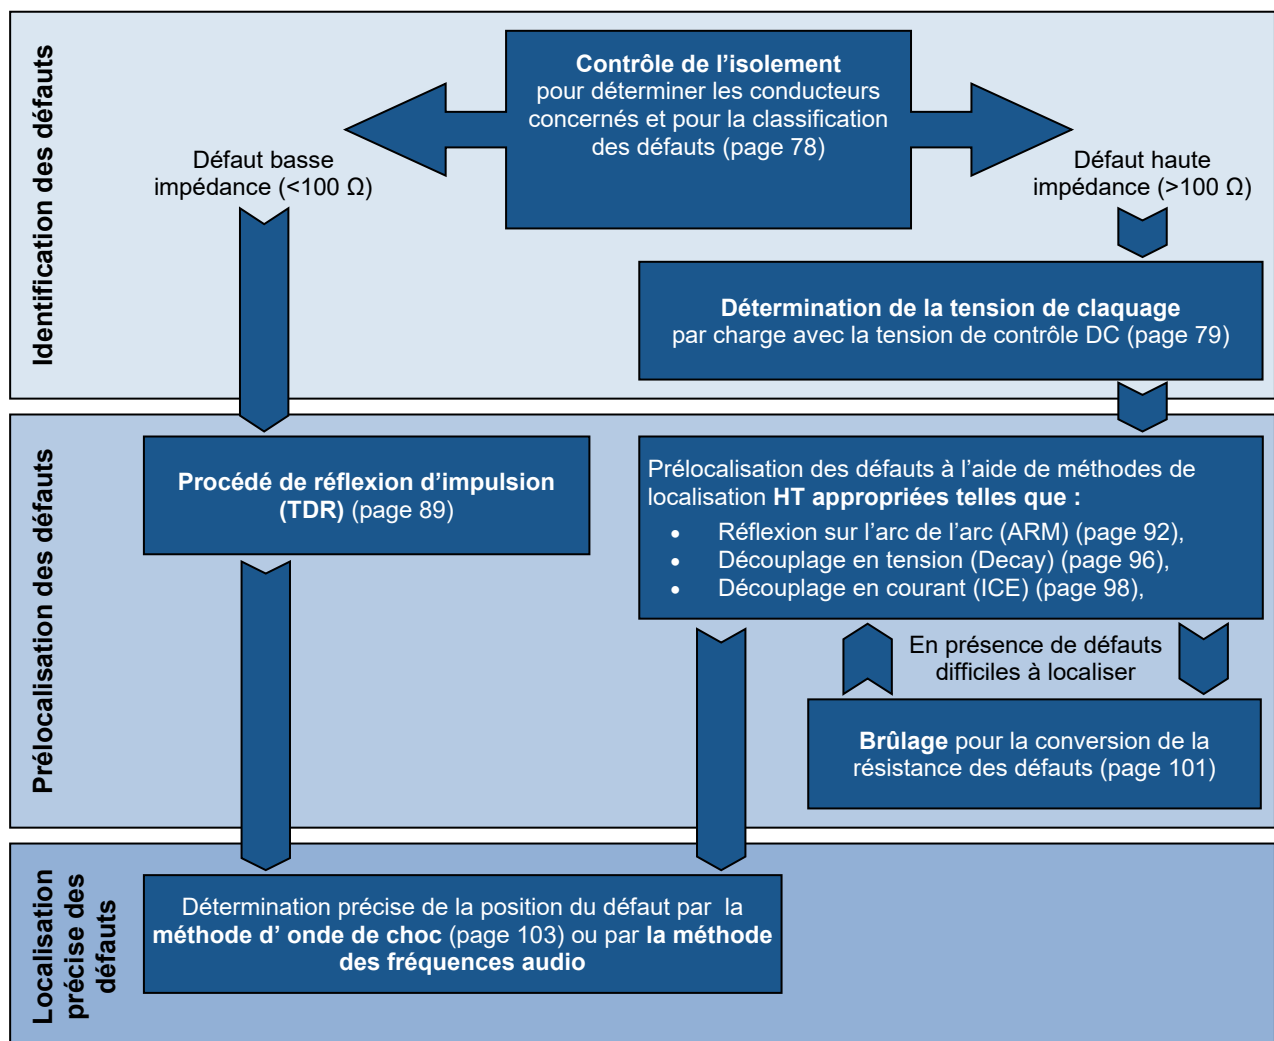 Identification des défauts
Contrôle de l’isolement
pour déterminer les conducteurs
concernés et pour la classification
des défauts (page 78)
Défaut basse
impédance (<100 Ω)
Défaut haute
impédance (>100 Ω)
Détermination de la tension de claquage
par charge avec la tension de contrôle DC (page 79)
Prélocalisation des défauts
Procédé de réflexion d’impulsion
(TDR) (page 89)
Prélocalisation des défauts à l’aide de méthodes de
localisation HT appropriées telles que :
• Réflexion sur l’arc de l’arc (ARM) (page 92),
• Découplage en tension (Decay) (page 96),
• Découplage en courant (ICE) (page 98),
En présence de défauts
difficiles à localiser
Brûlage pour la conversion de la
résistance des défauts (page 101)
Localisation
précise des
défauts
Détermination précise de la position du défaut par  la
méthode d’ onde de choc (page 103) ou par la méthode
des fréquences audio